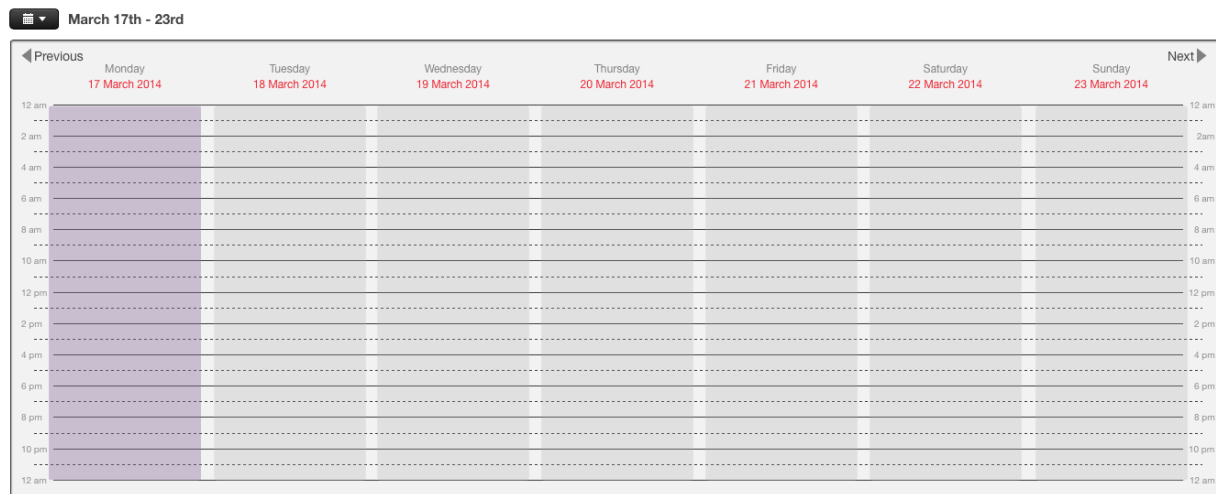 March 17th - 23rd
Previous
Next
Monday Tuesday Wednesday Thursday Friday Saturday Sunday
17 March 2014 18 March 2014 19 March 2014 20 March 2014 21 March 2014 22 March 2014 23 March 2014
12 am 12 am
2 am 2am
4 am 4 am
6 am 6 am
8 am 8 am
10 am 10 am
12 pm 12 pm
2 pm 2 pm
4 pm 4 pm
6 pm 6 pm
8 pm 8 pm
10 pm 10 pm
12 am 12 am